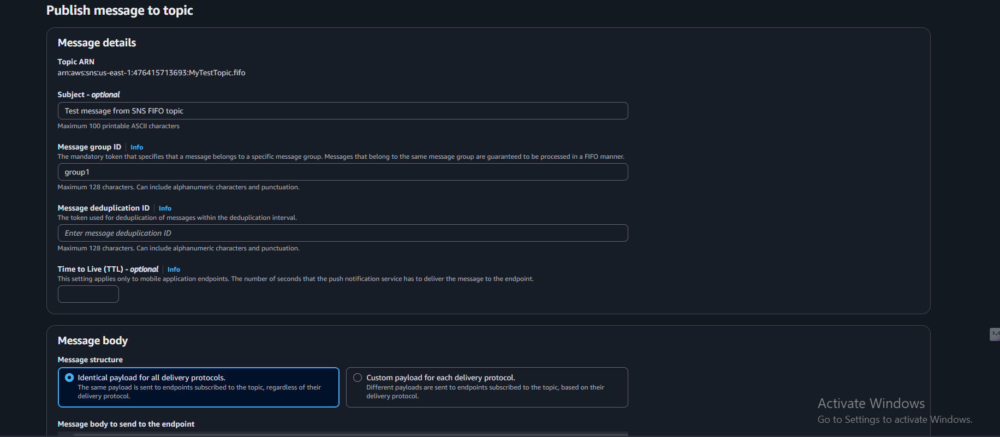 Publish message to topic
Message details
Topic ARN
arn:aws:sns:us-east-1:476415713693:MyTestTopic.fifo
Subject - optional
Test message from SNS FIFO topic
Maximum 100 printable ASCII characters
Message group ID Info
The mandatory token that specifies that a message belongs to a specific message group. Messages that belong to the same message group are guaranteed to be processed in a FIFO manner.
group1
Maximum 128 characters. Can include alphanumeric characters and punctuation.
Message deduplication ID Info
The token used for deduplication of messages within the deduplication interval.
Enter message deduplication ID
Maximum 128 characters. Can include alphanumeric characters and punctuation.
Time to Live (TTL) - optional Info
This setting applies only to mobile application endpoints. The number of seconds that the push notification service has to deliver the message to the endpoint.
Message body
Message structure
Identical payload for all delivery protocols.
The same payload is sent to endpoints subscribed to the topic, regardless of their
delivery protocol.
Custom payload for each delivery protocol.
Different payloads are sent to endpoints subscribed to the topic, based on their
delivery protocol.
Message body to send to the endpoint
Activate Windows
Go to Settings to activate Windows.